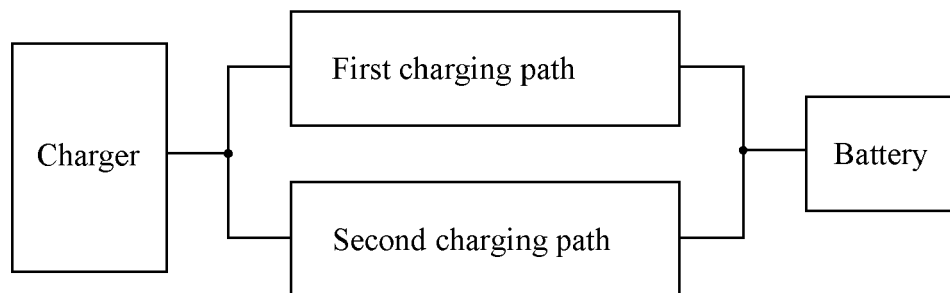 First charging path
Charger
Battery
Second charging path